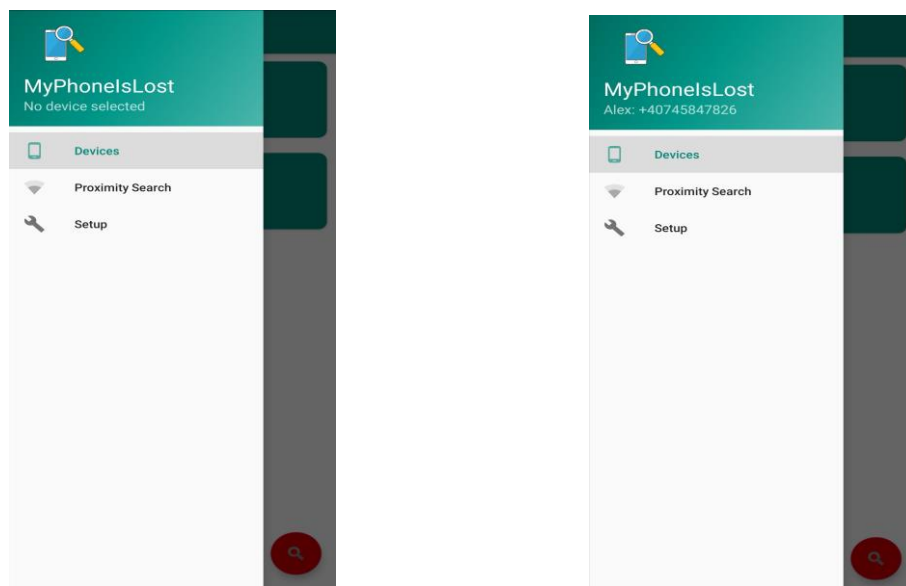 MyPhoneIsLost
No device selected
Devices
Proximity Search
Setup
MyPhoneIsLost
Alex: +40745847826
Devices
Proximity Search
Setup